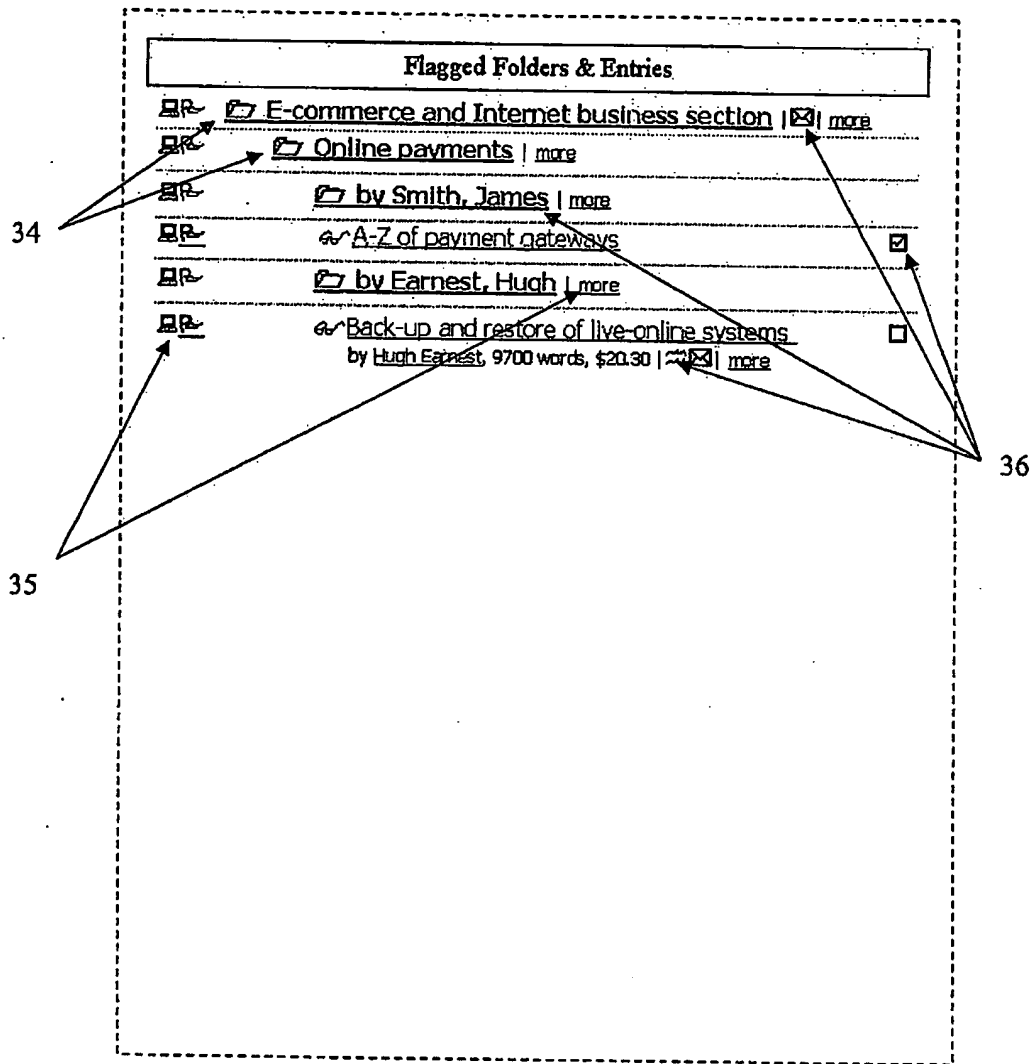 Flagged Folders & Entries
E-commerce and Internet business section | | more
Online payments | more
by Smith, James | more
34
A-Z of payment gateways
by Earnest, Hugh | more
Back-up and restore of live-online systems
by Hugh Earnest, 9700 words, $20.30 | | more
36
35